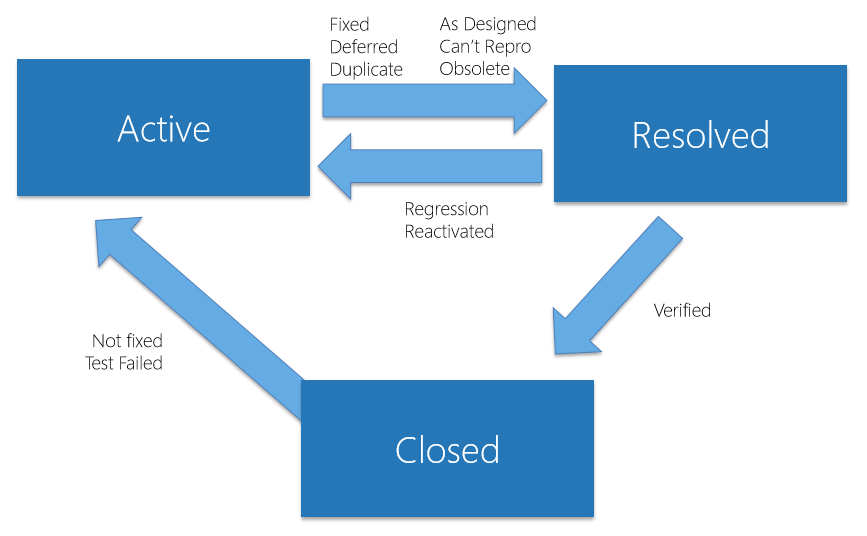 Fixed
Deferred
Duplicate
As Designed
Can't Repro
Obsolete
Active
Resolved
Regression
Reactivated
Verified
Not fixed
Test Failed
Closed